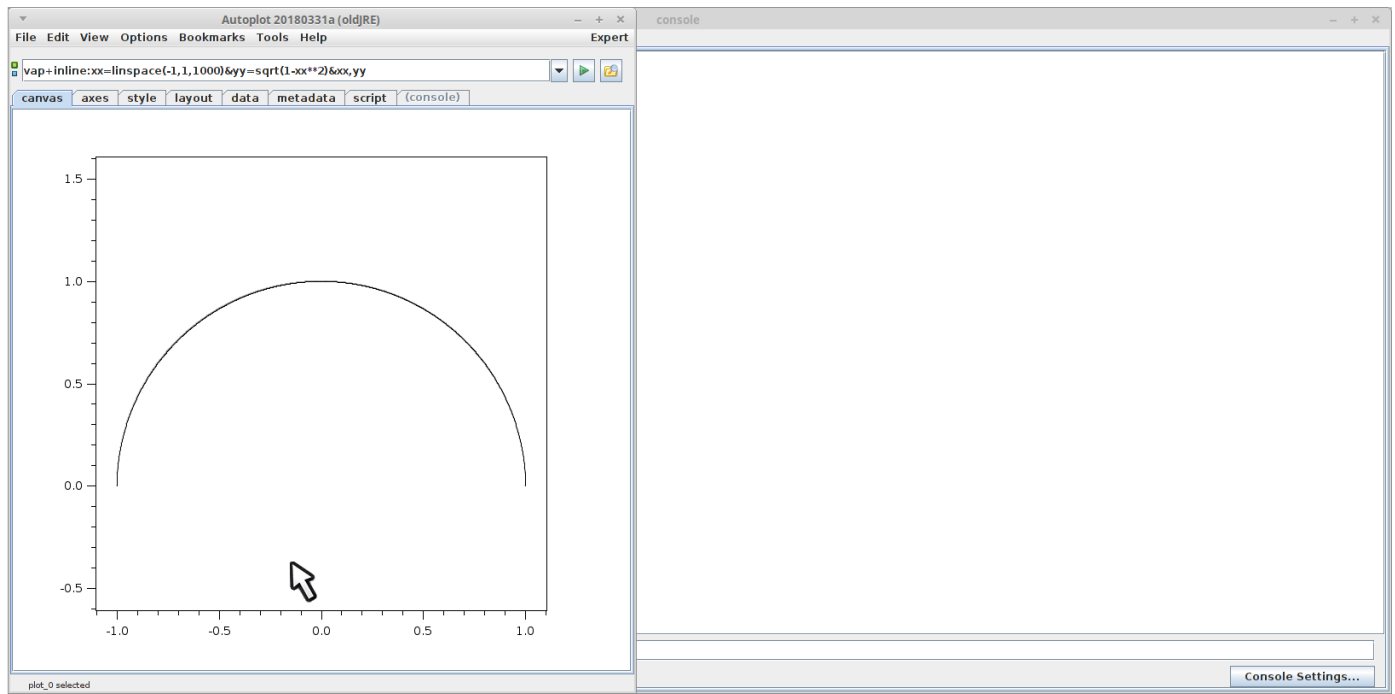 Autoplot 20180331a (oldJRE)
console
File Edit View Options Bookmarks Tools Help Expert
vap+inline:xx=linspace(-1,1,1000)&yy=sqrt(1-xx**2)&xx,yy
canvas axes style layout data metadata script (console)
1.5
1.0
0.5
0.0
-0.5
-1.0 -0.5 0.0 0.5 1.0
Console Settings...
plot_0 selected